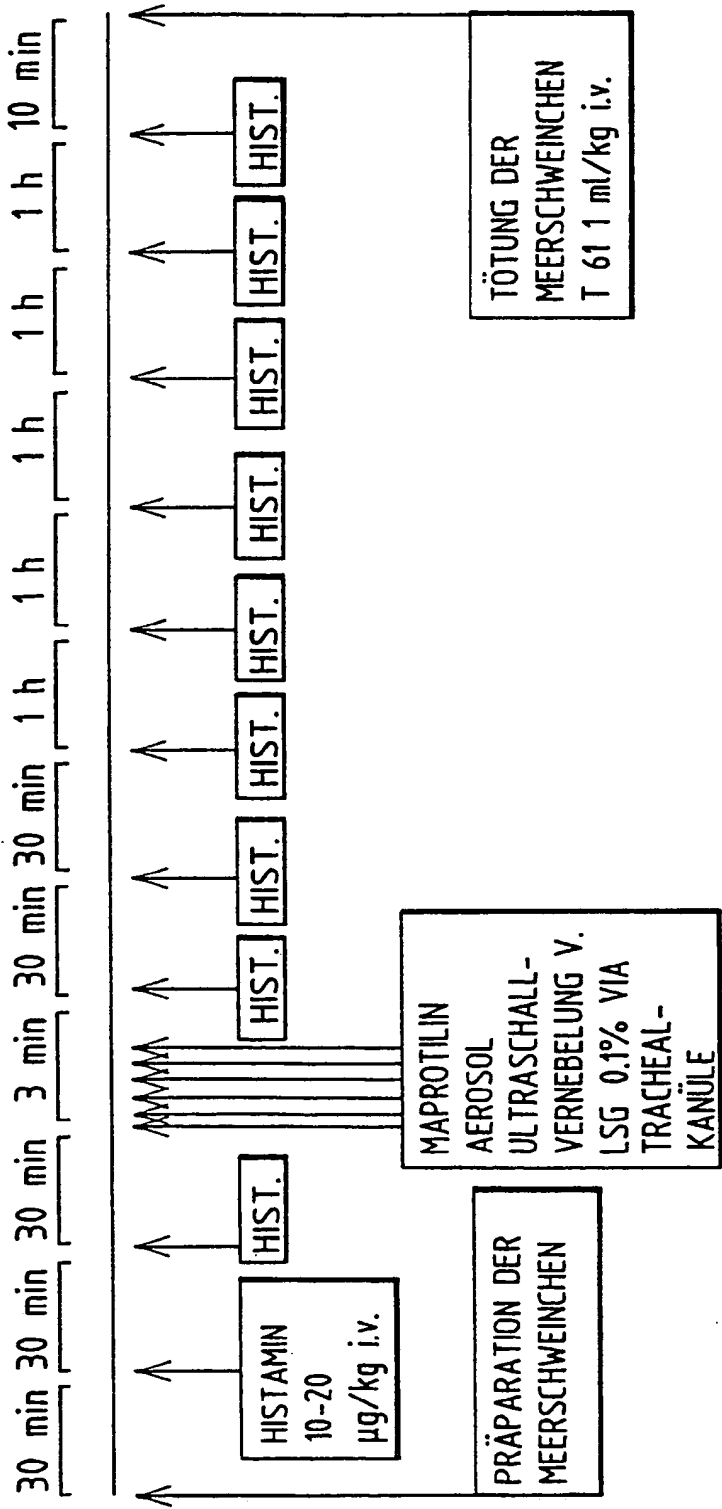 30 min
30 min
30 min
3 min
30 min
30 min
1 h
1 h
1 h
1 h
1 h
10 min
HISTAMIN
10-20
µg/kg i.v.
HIST.
HIST.
HIST.
HIST.
HIST.
HIST.
HIST.
HIST.
HIST.
PRÄPARATION DER
MEERSCHWEINCHEN
MAPROTILIN
AEROSOL
ULTRASCHALL-
VERNEBELUNG V.
LSG 0.1% VIA
TRACHEAL-
KANÜLE
TÖTUNG DER
MEERSCHWEINCHEN
T 61 1 ml/kg i.v.